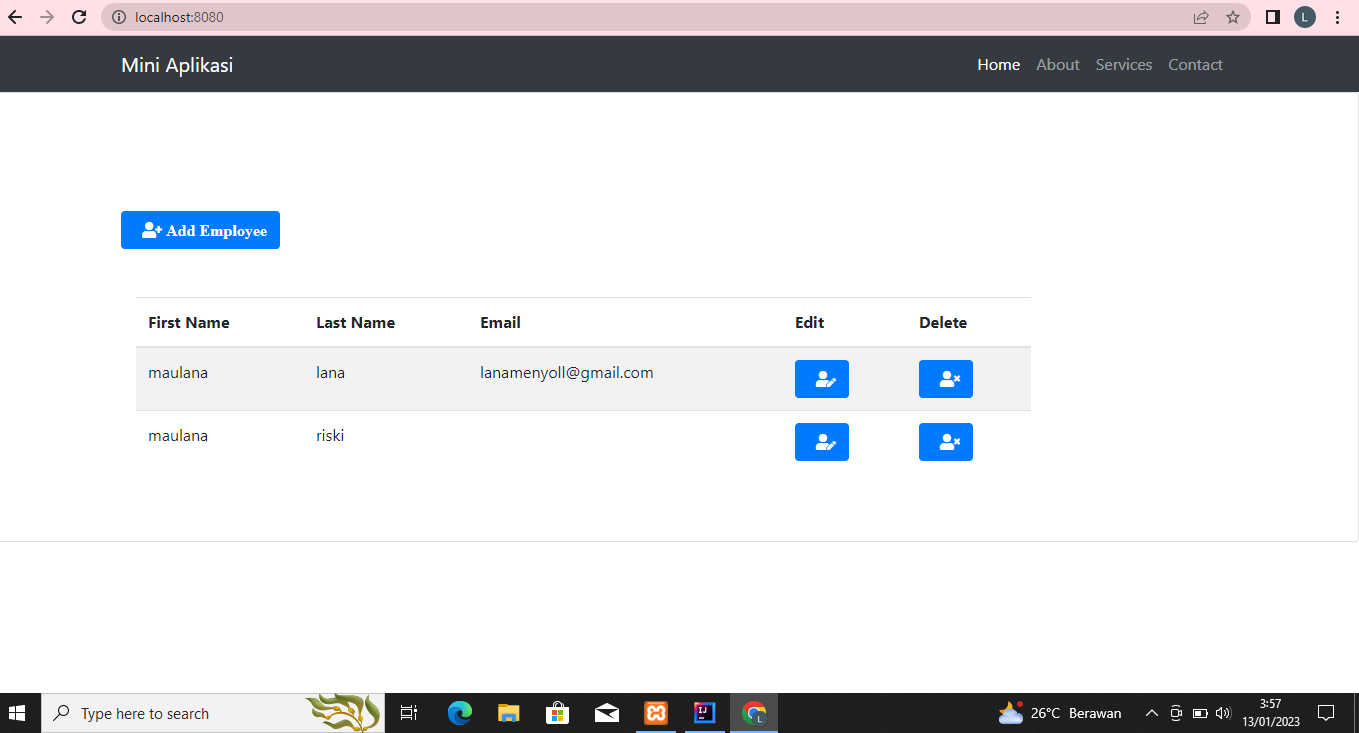 localhost:8080
L
Mini Aplikasi
Home About Services Contact
Add Employee
First Name Last Name Email Edit Delete
maulana lana lanamenyoll@gmail.com
maulana riski
Type here to search
IJ
L
26°C Berawan
3:57
13/01/2023